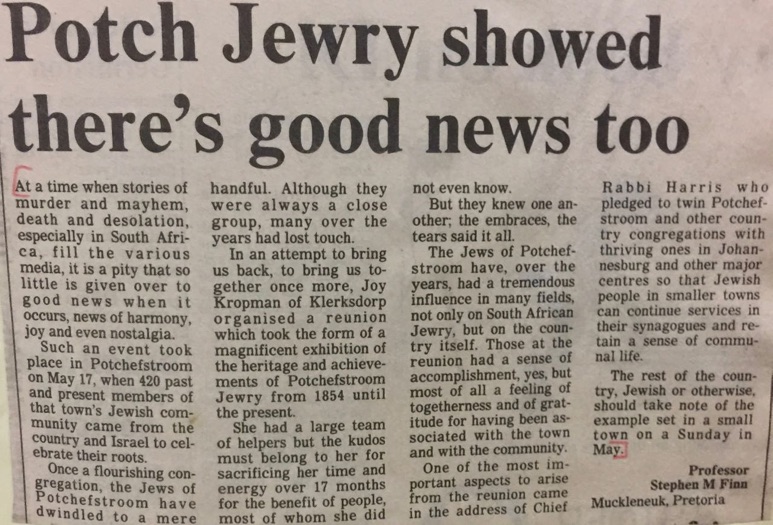 Potch Jewry showed
there's good news too
At a time when stories of
murder and mayhem,
death and desolation,
especially in South Afri-
ca, fill the various
media, it is a pity that so
little is given over to
good news when it
occurs, news of harmony,
joy and even nostalgia.
Such an event took
place in Potchefstroom
on May 17, when 420 past
and present members of
that town's Jewish com-
munity came from the
country and Israel to cel-
ebrate their roots.
Once a flourishing con-
gregation, the Jews of
Potchefstroom have
dwindled to a mere
handful. Although they
were always a close
group, many over the
years had lost touch.
In an attempt to bring
us back, to bring us to-
gether once more, Joy
Kropman of Klerksdorp
organised a reunion
which took the form of a
magnificent exhibition of
the heritage and achieve-
ments of Potchefstroom
Jewry from 1854 until
the present.
She had a large team
of helpers but the kudos
must belong to her for
sacrificing her time and
energy over 17 months
for the benefit of people,
most of whom she did
not even know.
But they knew one an-
other; the embraces, the
tears said it all.
The Jews of Potchef-
stroom have, over the
years, had a tremendous
influence in many fields,
not only on South African
Jewry, but on the coun-
try itself. Those at the
reunion had a sense of
accomplishment, yes, but
most of all a feeling of
togetherness and of grat-
itude for having been as-
sociated with the town
and with the community.
One of the most im-
portant aspects to arise
from the reunion came
in the address of Chief
Rabbi Harris who
pledged to twin Potchef-
stroom and other coun-
try congregations with
thriving ones in Johan-
nesburg and other major
centres so that Jewish
people in smaller towns
can continue services in
their synagogues and re-
tain a sense of commu-
nal life.
The rest of the coun-
try, Jewish or otherwise,
should take note of the
example set in a small
town on a Sunday in
May.
Professor
Stephen M Finn
Muckleneuk, Pretoria